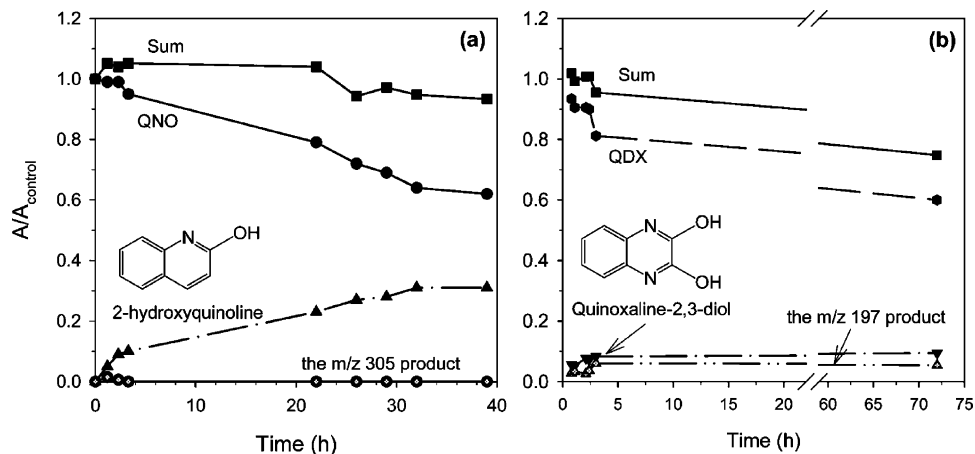 (a)
Sum
QNO
N
OH
2-hydroxyquinoline
the m/z 305 product
A/Acontrol
1.2
1.0
0.8
0.6
0.4
0.2
0.0
0 10 20 30 40
Time (h)
(b)
Sum
QDX
N
OH
N
OH
Quinoxaline-2,3-diol
the m/z 197 product
1.2
1.0
0.8
0.6
0.4
0.2
0.0
0 5 10 15 20 60 65 70 75
Time (h)